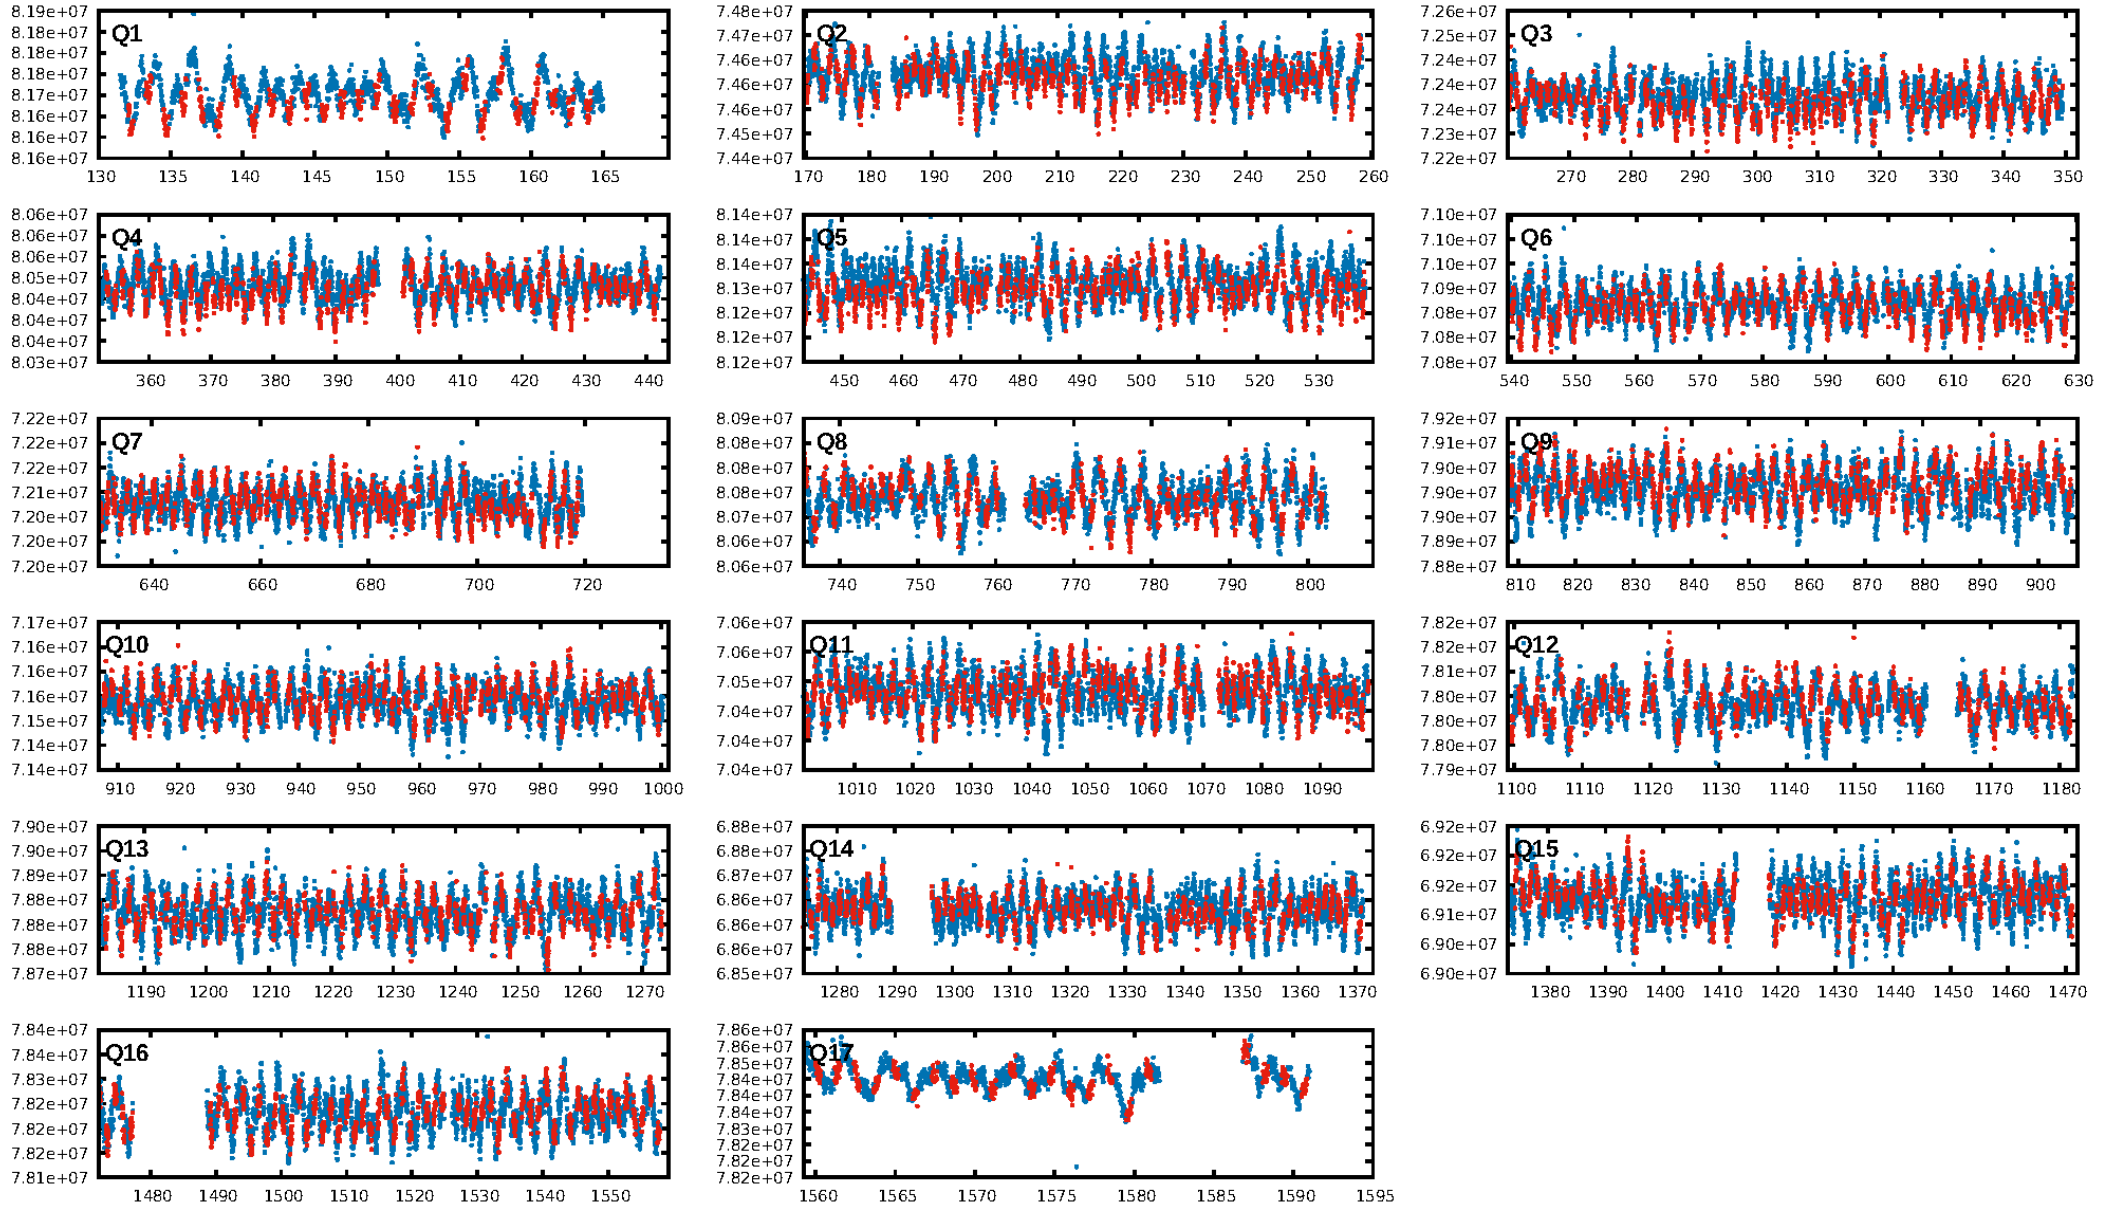 8.19e+07
8.18e+07
8.18e+07
8.18e+07
8.17e+07
8.16e+07
8.16e+07
8.16e+07
Q1
130 135 140 145 150 155 160 165
7.48e+07
7.47e+07
7.46e+07
7.46e+07
7.46e+07
7.45e+07
7.44e+07
Q2
170 180 190 200 210 220 230 240 250 260
7.26e+07
7.25e+07
7.24e+07
7.24e+07
7.24e+07
7.23e+07
7.22e+07
Q3
270 280 290 300 310 320 330 340 350
8.06e+07
8.06e+07
8.06e+07
8.05e+07
8.04e+07
8.04e+07
8.04e+07
8.03e+07
Q4
360 370 380 390 400 410 420 430 440
8.14e+07
8.14e+07
8.14e+07
8.13e+07
8.12e+07
8.12e+07
8.12e+07
Q5
450 460 470 480 490 500 510 520 530
7.10e+07
7.10e+07
7.10e+07
7.09e+07
7.08e+07
7.08e+07
7.08e+07
Q6
540 550 560 570 580 590 600 610 620 630
7.22e+07
7.22e+07
7.22e+07
7.21e+07
7.20e+07
7.20e+07
7.20e+07
Q7
640 660 680 700 720
8.09e+07
8.08e+07
8.08e+07
8.08e+07
8.07e+07
8.06e+07
8.06e+07
Q8
740 750 760 770 780 790 800
7.92e+07
7.91e+07
7.90e+07
7.90e+07
7.90e+07
7.89e+07
7.88e+07
Q9
810 820 830 840 850 860 870 880 890 900
7.17e+07
7.16e+07
7.16e+07
7.16e+07
7.15e+07
7.14e+07
7.14e+07
Q10
910 920 930 940 950 960 970 980 990 1000
7.06e+07
7.06e+07
7.05e+07
7.04e+07
7.04e+07
7.04e+07
Q11
1010 1020 1030 1040 1050 1060 1070 1080 1090
7.82e+07
7.82e+07
7.81e+07
7.80e+07
7.80e+07
7.80e+07
7.79e+07
Q12
1100 1110 1120 1130 1140 1150 1160 1170 1180
7.90e+07
7.90e+07
7.89e+07
7.88e+07
7.88e+07
7.88e+07
7.87e+07
Q13
1190 1200 1210 1220 1230 1240 1250 1260 1270
6.88e+07
6.88e+07
6.87e+07
6.86e+07
6.86e+07
6.86e+07
6.85e+07
Q14
1280 1290 1300 1310 1320 1330 1340 1350 1360 1370
6.92e+07
6.92e+07
6.92e+07
6.91e+07
6.90e+07
6.90e+07
Q15
1380 1390 1400 1410 1420 1430 1440 1450 1460 1470
7.84e+07
7.84e+07
7.83e+07
7.82e+07
7.82e+07
7.82e+07
7.81e+07
Q16
1480 1490 1500 1510 1520 1530 1540 1550
7.86e+07
7.86e+07
7.85e+07
7.84e+07
7.84e+07
7.84e+07
7.83e+07
7.82e+07
7.82e+07
7.82e+07
Q17
1560 1565 1570 1575 1580 1585 1590 1595